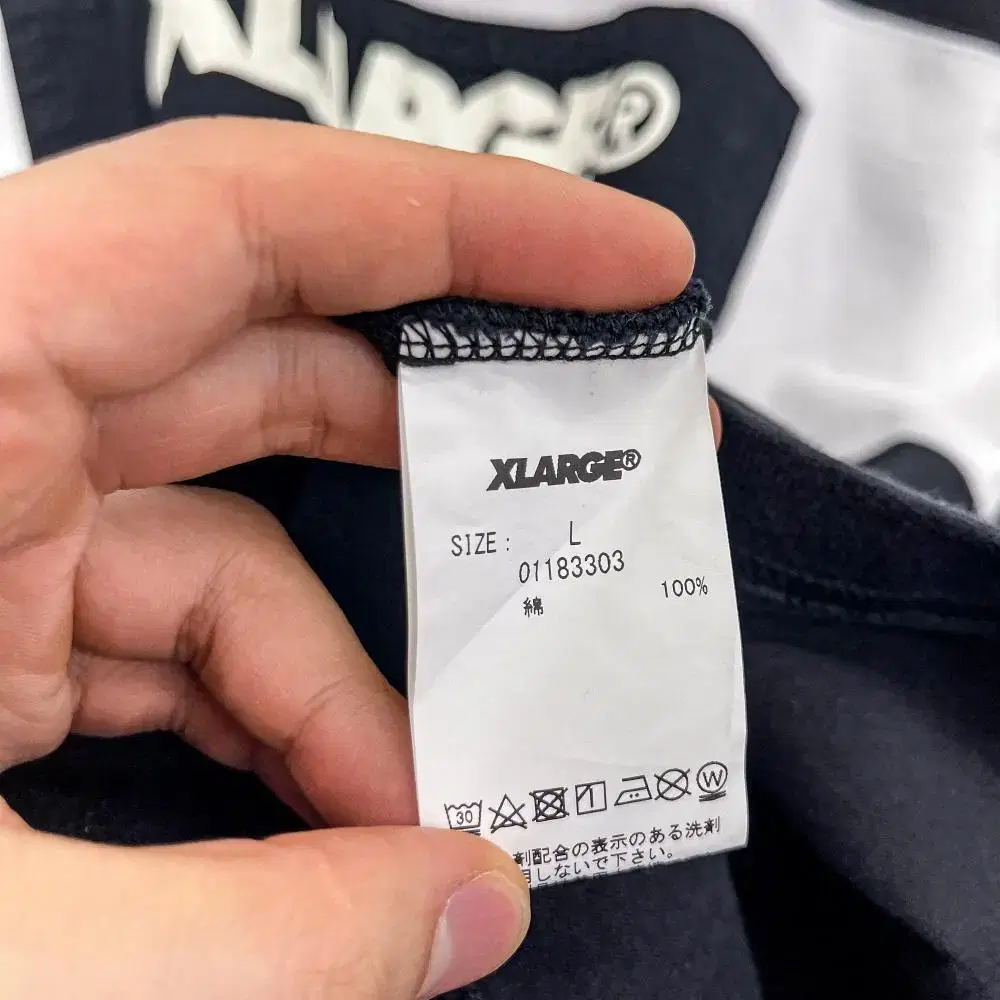 XLARGE®
XLARGE®
SIZE: L
01183303
綿 100%
30
W
剤配合の表示のある洗剤
しないで下さい。